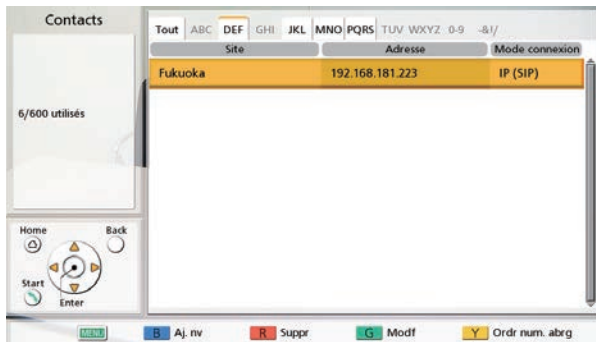 Contacts
Tout ABC DEF GHI JKL MNO PQRS TUV WXYZ 0-9 -&!/
Site Adresse Mode connexion
Fukuoka 192.168.181.223 IP (SIP)
6/600 utilisés
Home Back
Start
Enter
MENU B Aj. nv R Suppr G Modf Y Ordr num. abrg